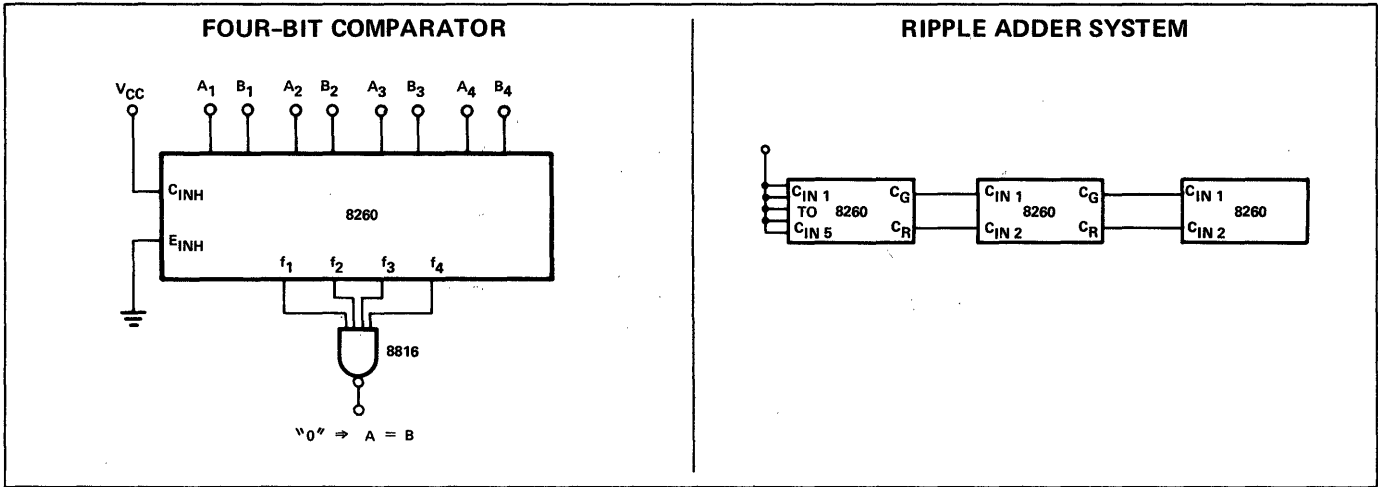 FOUR-BIT COMPARATOR
VCC A1 B1 A2 B2 A3 B3 A4 B4
CINH
8260
EINH
f1 f2 f3 f4
8816
"0" ⇒ A = B
RIPPLE ADDER SYSTEM
CIN 1 CG CIN 1 CG CIN 1
TO 8260 8260 8260
CIN 5 CR CIN 2 CR CIN 2